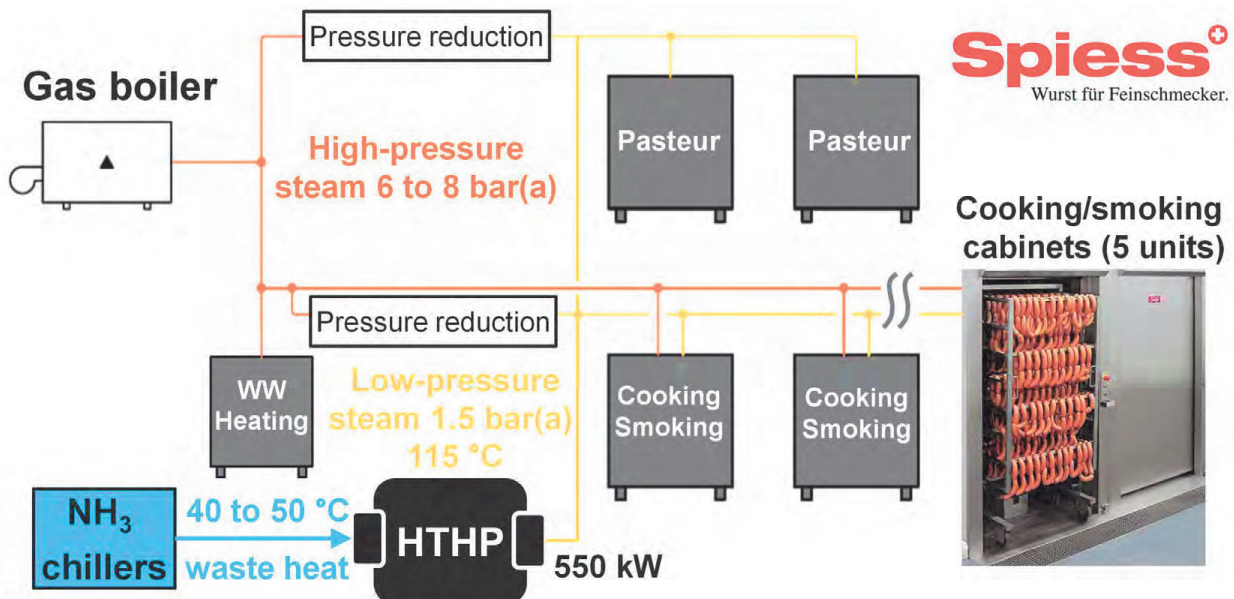 Pressure reduction
Spiess
Wurst für Feinschmecker.
Gas boiler
High-pressure
steam 6 to 8 bar(a)
Pasteur
Pasteur
Cooking/smoking
cabinets (5 units)
Pressure reduction
WW
Heating
Low-pressure
steam 1.5 bar(a)
115 °C
Cooking
Smoking
Cooking
Smoking
NH₃
chillers
40 to 50 °C
waste heat
HTHP
550 kW